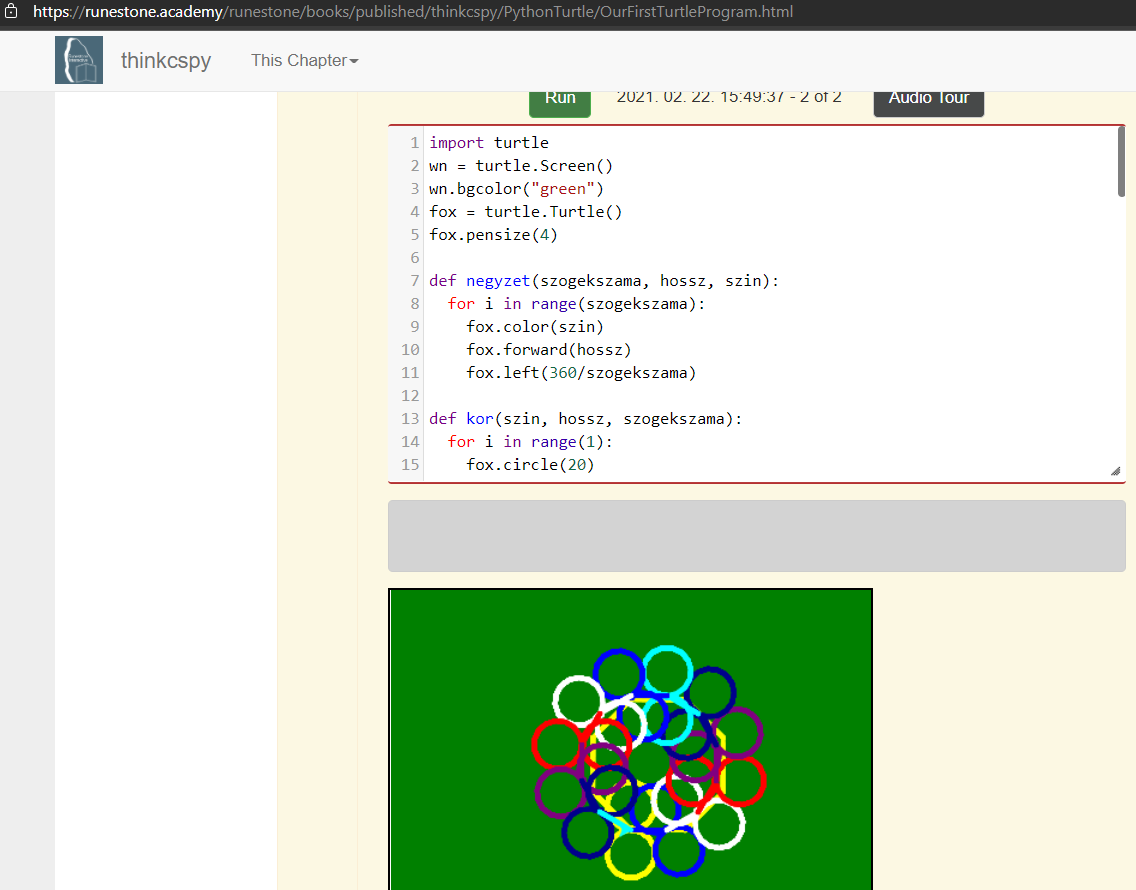 https://runestone.academy/runestone/books/published/thinkcspy/PythonTurtle/OurFirstTurtleProgram.html
thinkcspy This Chapter
Run 2021. 02. 22. 15:49:37 - 2 of 2 Audio Tour
1 import turtle
2 wn = turtle.Screen()
3 wn.bgcolor("green")
4 fox = turtle.Turtle()
5 fox.pensize(4)
6
7 def negyzet(szogekszama, hossz, szin):
8 for i in range(szogekszama):
9 fox.color(szin)
10 fox.forward(hossz)
11 fox.left(360/szogekszama)
12
13 def kor(szin, hossz, szogekszama):
14 for i in range(1):
15 fox.circle(20)